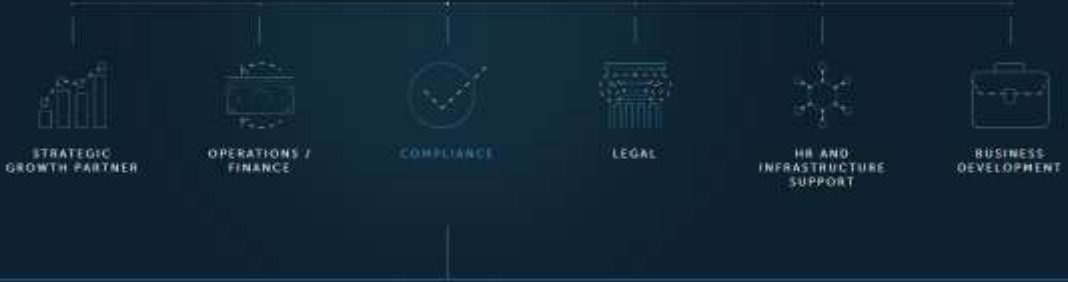 STRATEGIC
GROWTH PARTNER
OPERATIONS /
FINANCE
COMPLIANCE
LEGAL
HR AND
INFRASTRUCTURE
SUPPORT
BUSINESS
DEVELOPMENT